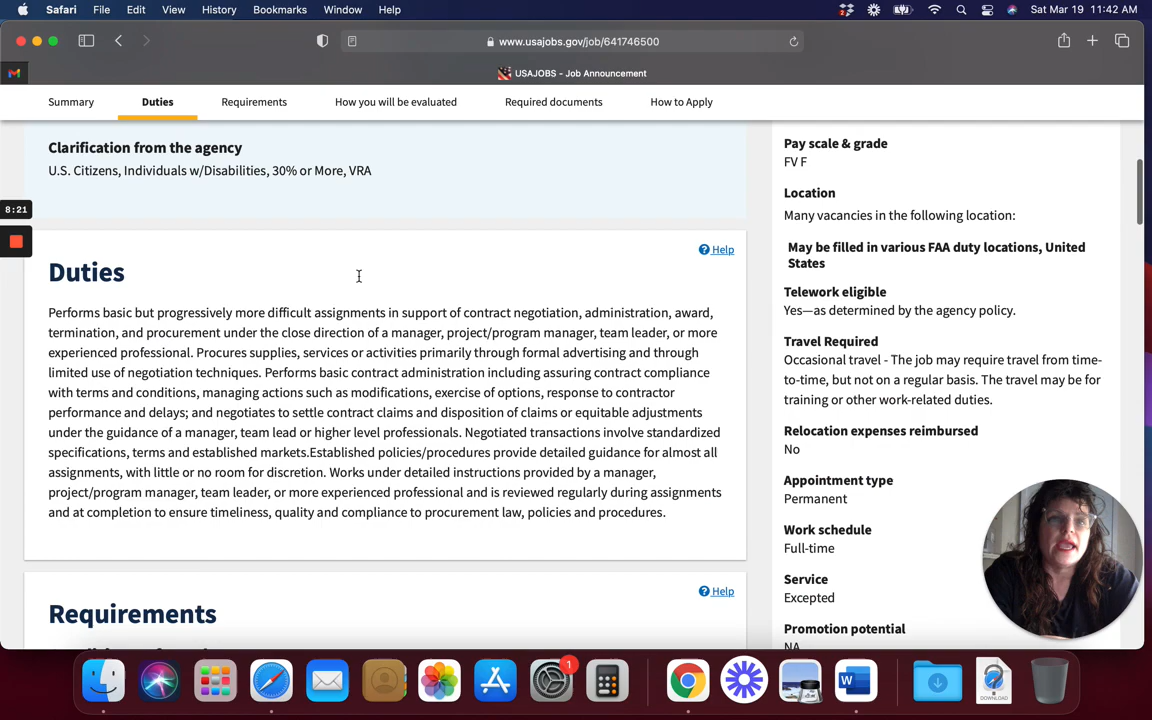 Safari File Edit View History Bookmarks Window Help
Sat Mar 19 11:42 AM
www.usajobs.gov/job/641746500
USAJOBS - Job Announcement
Summary Duties Requirements How you will be evaluated Required documents How to Apply
Clarification from the agency
U.S. Citizens, Individuals w/Disabilities, 30% or More, VRA
8:21
Help
Duties
Performs basic but progressively more difficult assignments in support of contract negotiation, administration, award,
termination, and procurement under the close direction of a manager, project/program manager, team leader, or more
experienced professional. Procures supplies, services or activities primarily through formal advertising and through
limited use of negotiation techniques. Performs basic contract administration including assuring contract compliance
with terms and conditions, managing actions such as modifications, exercise of options, response to contractor
performance and delays; and negotiates to settle contract claims and disposition of claims or equitable adjustments
under the guidance of a manager, team lead or higher level professionals. Negotiated transactions involve standardized
specifications, terms and established markets.Established policies/procedures provide detailed guidance for almost all
assignments, with little or no room for discretion. Works under detailed instructions provided by a manager,
project/program manager, team leader, or more experienced professional and is reviewed regularly during assignments
and at completion to ensure timeliness, quality and compliance to procurement law, policies and procedures.
Help
Requirements
Pay scale & grade
FV F
Location
Many vacancies in the following location:
May be filled in various FAA duty locations, United
States
Telework eligible
Yes—as determined by the agency policy.
Travel Required
Occasional travel - The job may require travel from time-
to-time, but not on a regular basis. The travel may be for
training or other work-related duties.
Relocation expenses reimbursed
No
Appointment type
Permanent
Work schedule
Full-time
Service
Excepted
Promotion potential
NA
1
W
DOWNLOAD